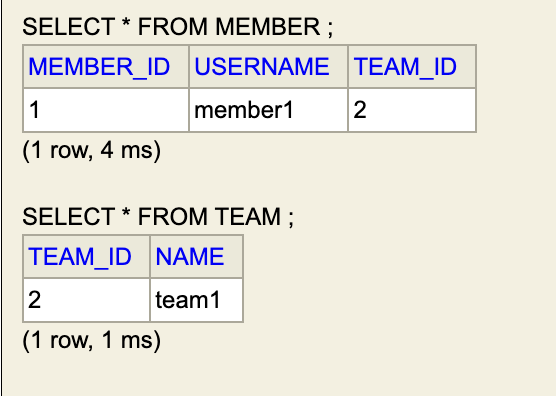 SELECT * FROM MEMBER ;
MEMBER_ID USERNAME TEAM_ID
1 member1 2
(1 row, 4 ms)
SELECT * FROM TEAM ;
TEAM_ID NAME
2 team1
(1 row, 1 ms)